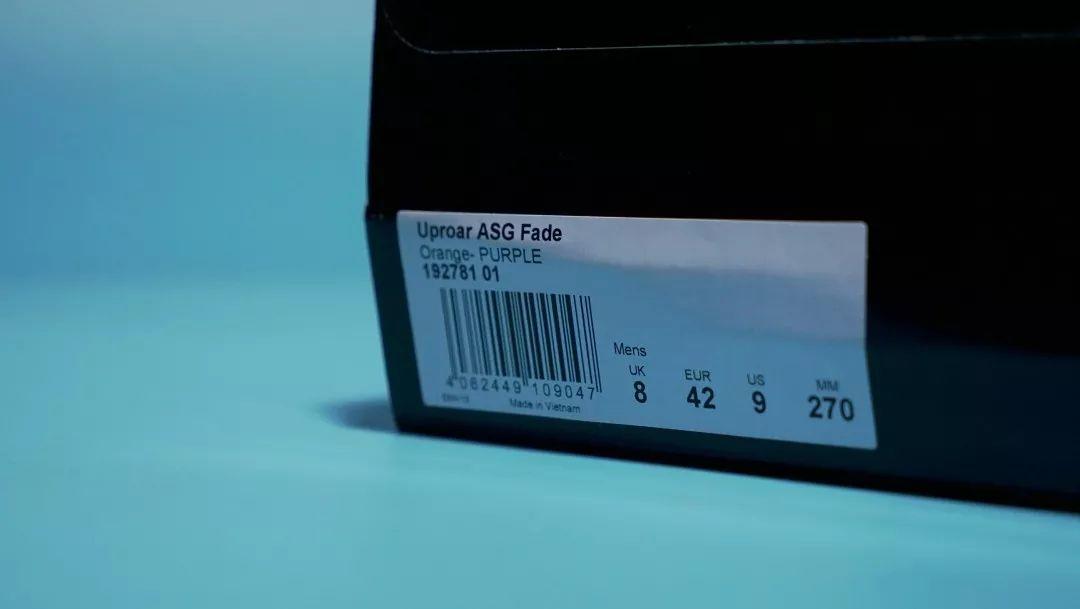 Uproar ASG Fade
Orange- PURPLE
192781 01
4 062449 109047
Made in Vietnam
Mens
UK EUR US MM
8 42 9 270